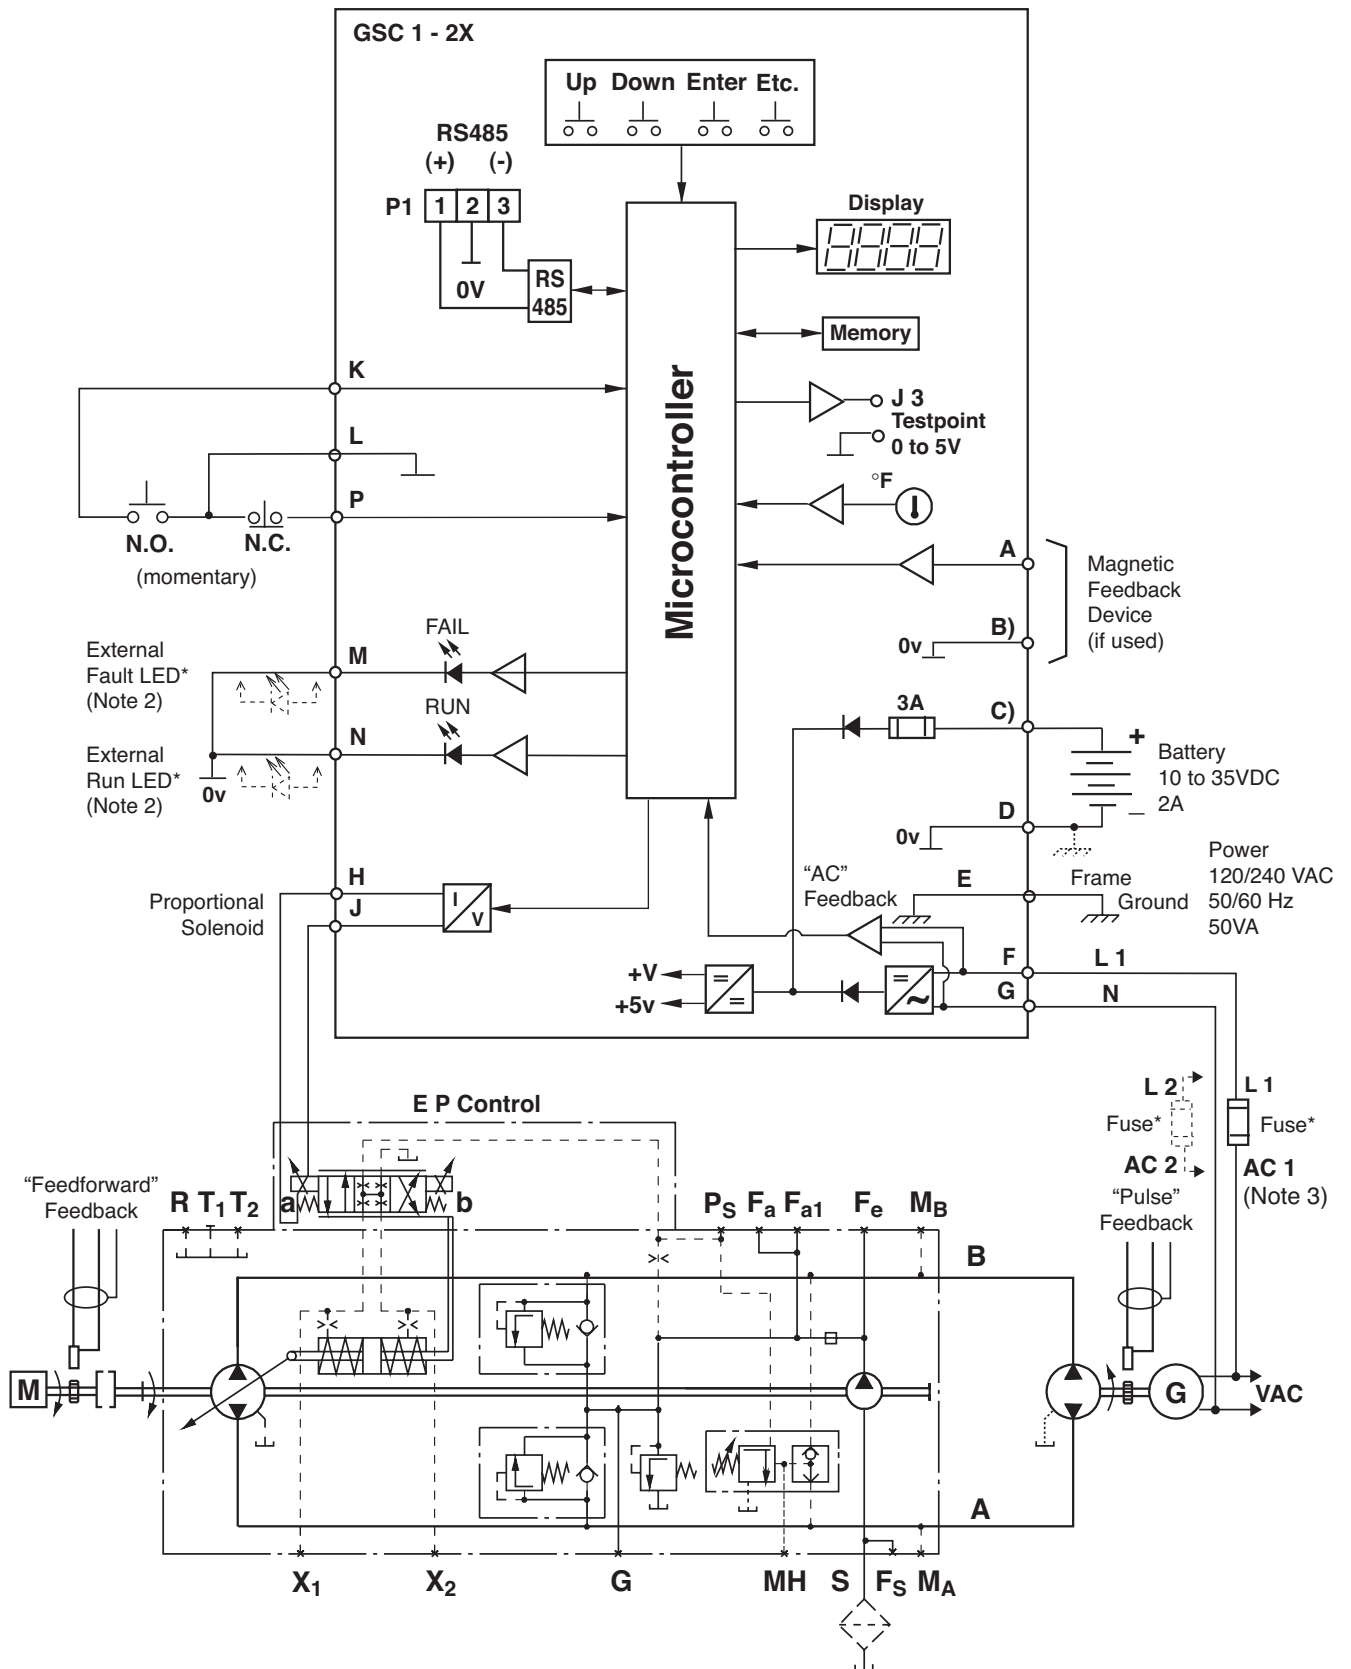 GSC 1 - 2X
Up Down Enter Etc.
RS485
(+) (-)
P1 1 2 3
0V
RS
485
Display
Memory
J 3
Testpoint
0 to 5V
°F
Microcontroller
K
L
P
N.O. N.C.
(momentary)
A
B)
0v
Magnetic
Feedback
Device
(if used)
External
Fault LED*
(Note 2)
M
FAIL
External
Run LED*
(Note 2)
N
RUN
0v
3A
C)
+
Battery
10 to 35VDC
2A
–
D
0v
Power
120/240 VAC
50/60 Hz
50VA
"AC"
Feedback
E
Frame
Ground
Proportional
Solenoid
H
J
I
V
+V
+5v
=
=
=
~
F
L 1
G
N
L 2
Fuse*
AC 2
L 1
Fuse*
AC 1
(Note 3)
E P Control
"Feedforward"
Feedback
"Pulse"
Feedback
R T1 T2
a
b
PS Fa Fa1 Fe MB
B
M
G
VAC
A
X1 X2 G MH S FS MA